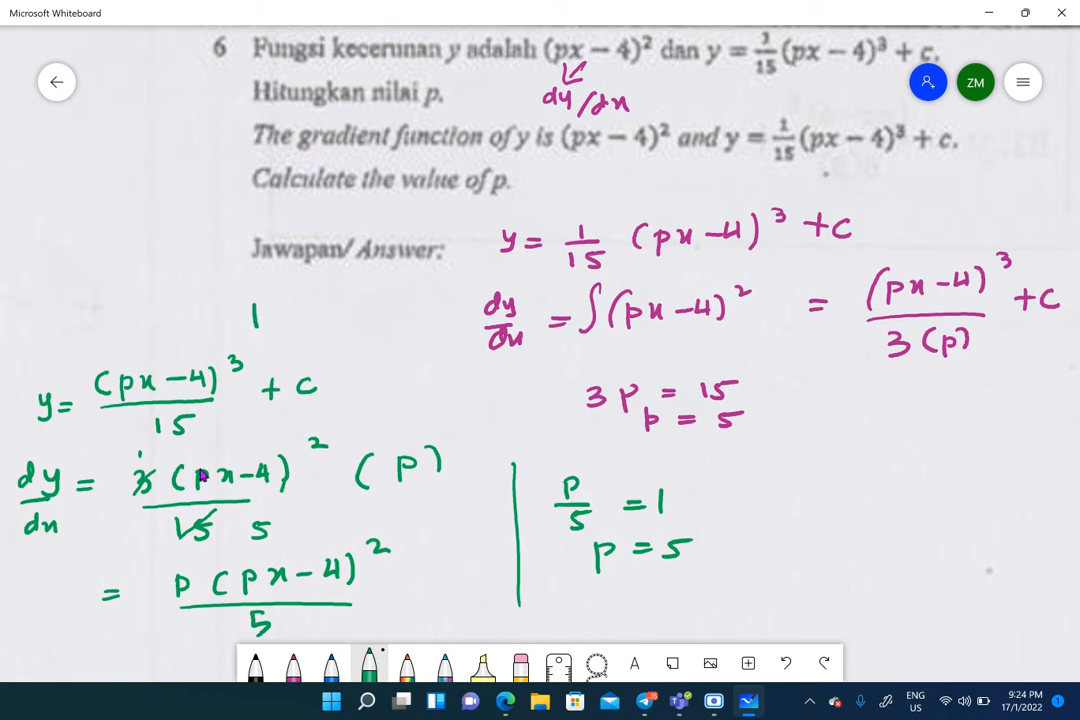 Microsoft Whiteboard
6 Fungsi kecerunan y adalah (px − 4)² dan y = 1/15 (px − 4)³ + c.
dy/dx
Hitungkan nilai p.
The gradient function of y is (px − 4)² and y = 1/15 (px − 4)³ + c.
Calculate the value of p.
Jawapan/ Answer:
y = 1/15 (px − 4)³ + c
dy/dx = ∫(px − 4)² = (px − 4)³/3(p) + c
3p = 15
p = 5
1
y = (px − 4)³/15 + c
dy/dx = 3(px − 4)²/15 (p)
1
5
= p(px − 4)²/5
p/5 = 1
p = 5
ZM
A
15
ENG
US
9:24 PM
17/1/2022
1